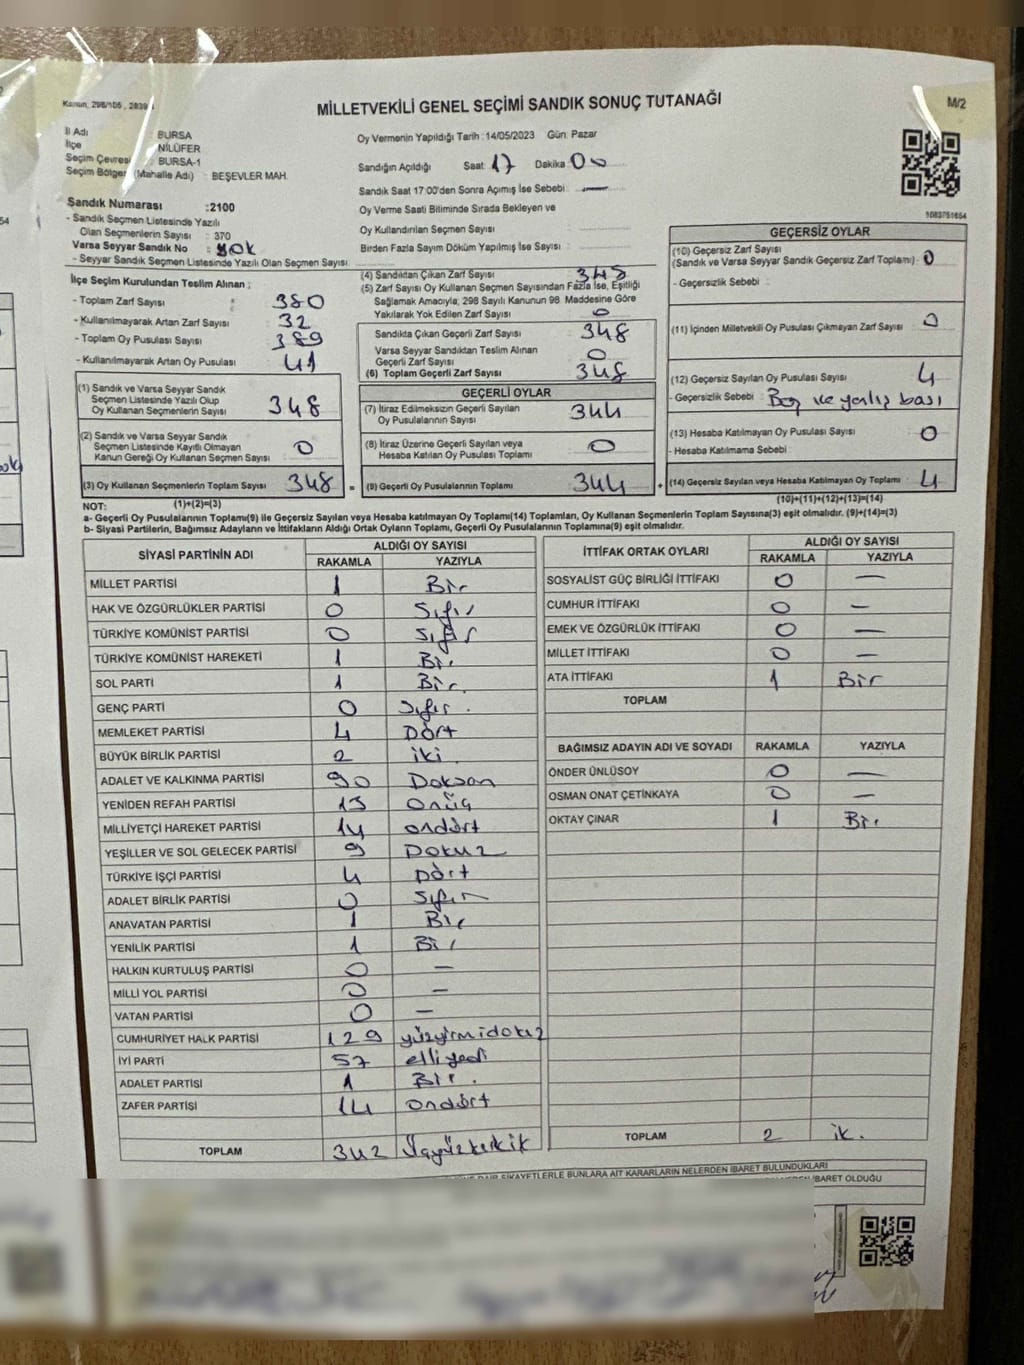 Kanun, 298/105 , 2839/
MİLLETVEKİLİ GENEL SEÇİMİ SANDIK SONUÇ TUTANAĞI
M/2
İl Adı : BURSA
İlçe : NİLÜFER
Seçim Çevresi : BURSA-1
Seçim Bölgesi (Mahalle Adı) : BEŞEVLER MAH.
Oy Vermenin Yapıldığı Tarih : 14/05/2023 Gün: Pazar
Sandığın Açıldığı Saat: 17 Dakika: 00
Sandık Saat 17:00'den Sonra Açımış İse Sebebi : —
Oy Verme Saati Bitiminde Sırada Bekleyen ve
Oy Kullandırılan Seçmen Sayısı :
Birden Fazla Sayım Döküm Yapılmış İse Sayısı :
1083751654
Sandık Numarası : 2100
- Sandık Seçmen Listesinde Yazılı
Olan Seçmenlerin Sayısı : 370
Varsa Seyyar Sandık No : yok
- Seyyar Sandık Seçmen Listesinde Yazılı Olan Seçmen Sayısı :
İlçe Seçim Kurulundan Teslim Alınan ;
- Toplam Zarf Sayısı : 380
- Kullanılmayarak Artan Zarf Sayısı : 32
- Toplam Oy Pusulası Sayısı : 389
- Kullanılmayarak Artan Oy Pusulası : 41
(1) Sandık ve Varsa Seyyar Sandık
Seçmen Listesinde Yazılı Olup
Oy Kullanan Seçmenlerin Sayısı : 348
(2) Sandık ve Varsa Seyyar Sandık
Seçmen Listesinde Kayıtlı Olmayan
Kanun Gereği Oy Kullanan Seçmen Sayısı : 0
(3) Oy Kullanan Seçmenlerin Toplam Sayısı : 348
(4) Sandıktan Çıkan Zarf Sayısı : 348
(5) Zarf Sayısı Oy Kullanan Seçmen Sayısından Fazla İse, Eşitliği
Sağlamak Amacıyla; 298 Sayılı Kanunun 98. Maddesine Göre
Yakılarak Yok Edilen Zarf Sayısı : 0
Sandıkta Çıkan Geçerli Zarf Sayısı : 348
Varsa Seyyar Sandıktan Teslim Alınan
Geçerli Zarf Sayısı : 0
(6) Toplam Geçerli Zarf Sayısı : 348
GEÇERLİ OYLAR
(7) İtiraz Edilmeksizin Geçerli Sayılan
Oy Pusulalarının Sayısı : 344
(8) İtiraz Üzerine Geçerli Sayılan veya
Hesaba Katılan Oy Pusulası Toplamı : 0
= (9) Geçerli Oy Pusulalarının Toplamı : 344
GEÇERSİZ OYLAR
(10) Geçersiz Zarf Sayısı
(Sandık ve Varsa Seyyar Sandık Geçersiz Zarf Toplamı) : 0
- Geçersizlik Sebebi :
(11) İçinden Milletvekili Oy Pusulası Çıkmayan Zarf Sayısı : 0
(12) Geçersiz Sayılan Oy Pusulası Sayısı : 4
- Geçersizlik Sebebi : Boş ve yanlış bası
(13) Hesaba Katılmayan Oy Pusulası Sayısı : 0
- Hesaba Katılmama Sebebi
+ (14) Geçersiz Sayılan veya Hesaba Katılmayan Oy Toplamı : 4
NOT: (1)+(2)=(3)
(10)+(11)+(12)+(13)=(14)
a- Geçerli Oy Pusulalarının Toplamı(9) ile Geçersiz Sayılan veya Hesaba katılmayan Oy Toplamı(14) Toplamları, Oy Kullanan Seçmenlerin Toplam Sayısına(3) eşit olmalıdır. (9)+(14)=(3)
b- Siyasi Partilerin, Bağımsız Adayların ve İttifakların Aldığı Ortak Oyların Toplamı, Geçerli Oy Pusulalarının Toplamına(9) eşit olmalıdır.
SİYASİ PARTİNİN ADI ALDIĞI OY SAYISI
RAKAMLA YAZIYLA
MİLLET PARTİSİ 1 Bir
HAK VE ÖZGÜRLÜKLER PARTİSİ 0 Sıfır
TÜRKİYE KOMÜNİST PARTİSİ 0 Sıfır
TÜRKİYE KOMÜNİST HAREKETİ 1 Bir
SOL PARTİ 1 Bir
GENÇ PARTİ 0 Sıfır
MEMLEKET PARTİSİ 4 Dört
BÜYÜK BİRLİK PARTİSİ 2 iki
ADALET VE KALKINMA PARTİSİ 90 Doksan
YENİDEN REFAH PARTİSİ 13 Onüç
MİLLİYETÇİ HAREKET PARTİSİ 14 ondört
YEŞİLLER VE SOL GELECEK PARTİSİ 9 Dokuz
TÜRKİYE İŞÇİ PARTİSİ 4 Dört
ADALET BİRLİK PARTİSİ 0 Sıfır
ANAVATAN PARTİSİ 1 Bir
YENİLİK PARTİSİ 1 Bir
HALKIN KURTULUŞ PARTİSİ 0 —
MİLLİ YOL PARTİSİ 0 —
VATAN PARTİSİ 0 —
CUMHURİYET HALK PARTİSİ 129 yüzyirmidokuz
İYİ PARTİ 57 elliyedi
ADALET PARTİSİ 1 Bir
ZAFER PARTİSİ 14 ondört
TOPLAM 342 Üçyüzkırkiki
İTTİFAK ORTAK OYLARI ALDIĞI OY SAYISI
RAKAMLA YAZIYLA
SOSYALİST GÜÇ BİRLİĞİ İTTİFAKI 0 —
CUMHUR İTTİFAKI 0 —
EMEK VE ÖZGÜRLÜK İTTİFAKI 0 —
MİLLET İTTİFAKI 0 —
ATA İTTİFAKI 1 Bir
TOPLAM
BAĞIMSIZ ADAYIN ADI VE SOYADI RAKAMLA YAZIYLA
ÖNDER ÜNLÜSOY 0 —
OSMAN ONAT ÇETİNKAYA 0 —
OKTAY ÇINAR 1 Bir
TOPLAM 2 iki
ŞİKAYETLERLE BUNLARA AİT KARARLARIN NELERDEN İBARET BULUNDUKLARI
İBARET OLDUĞU